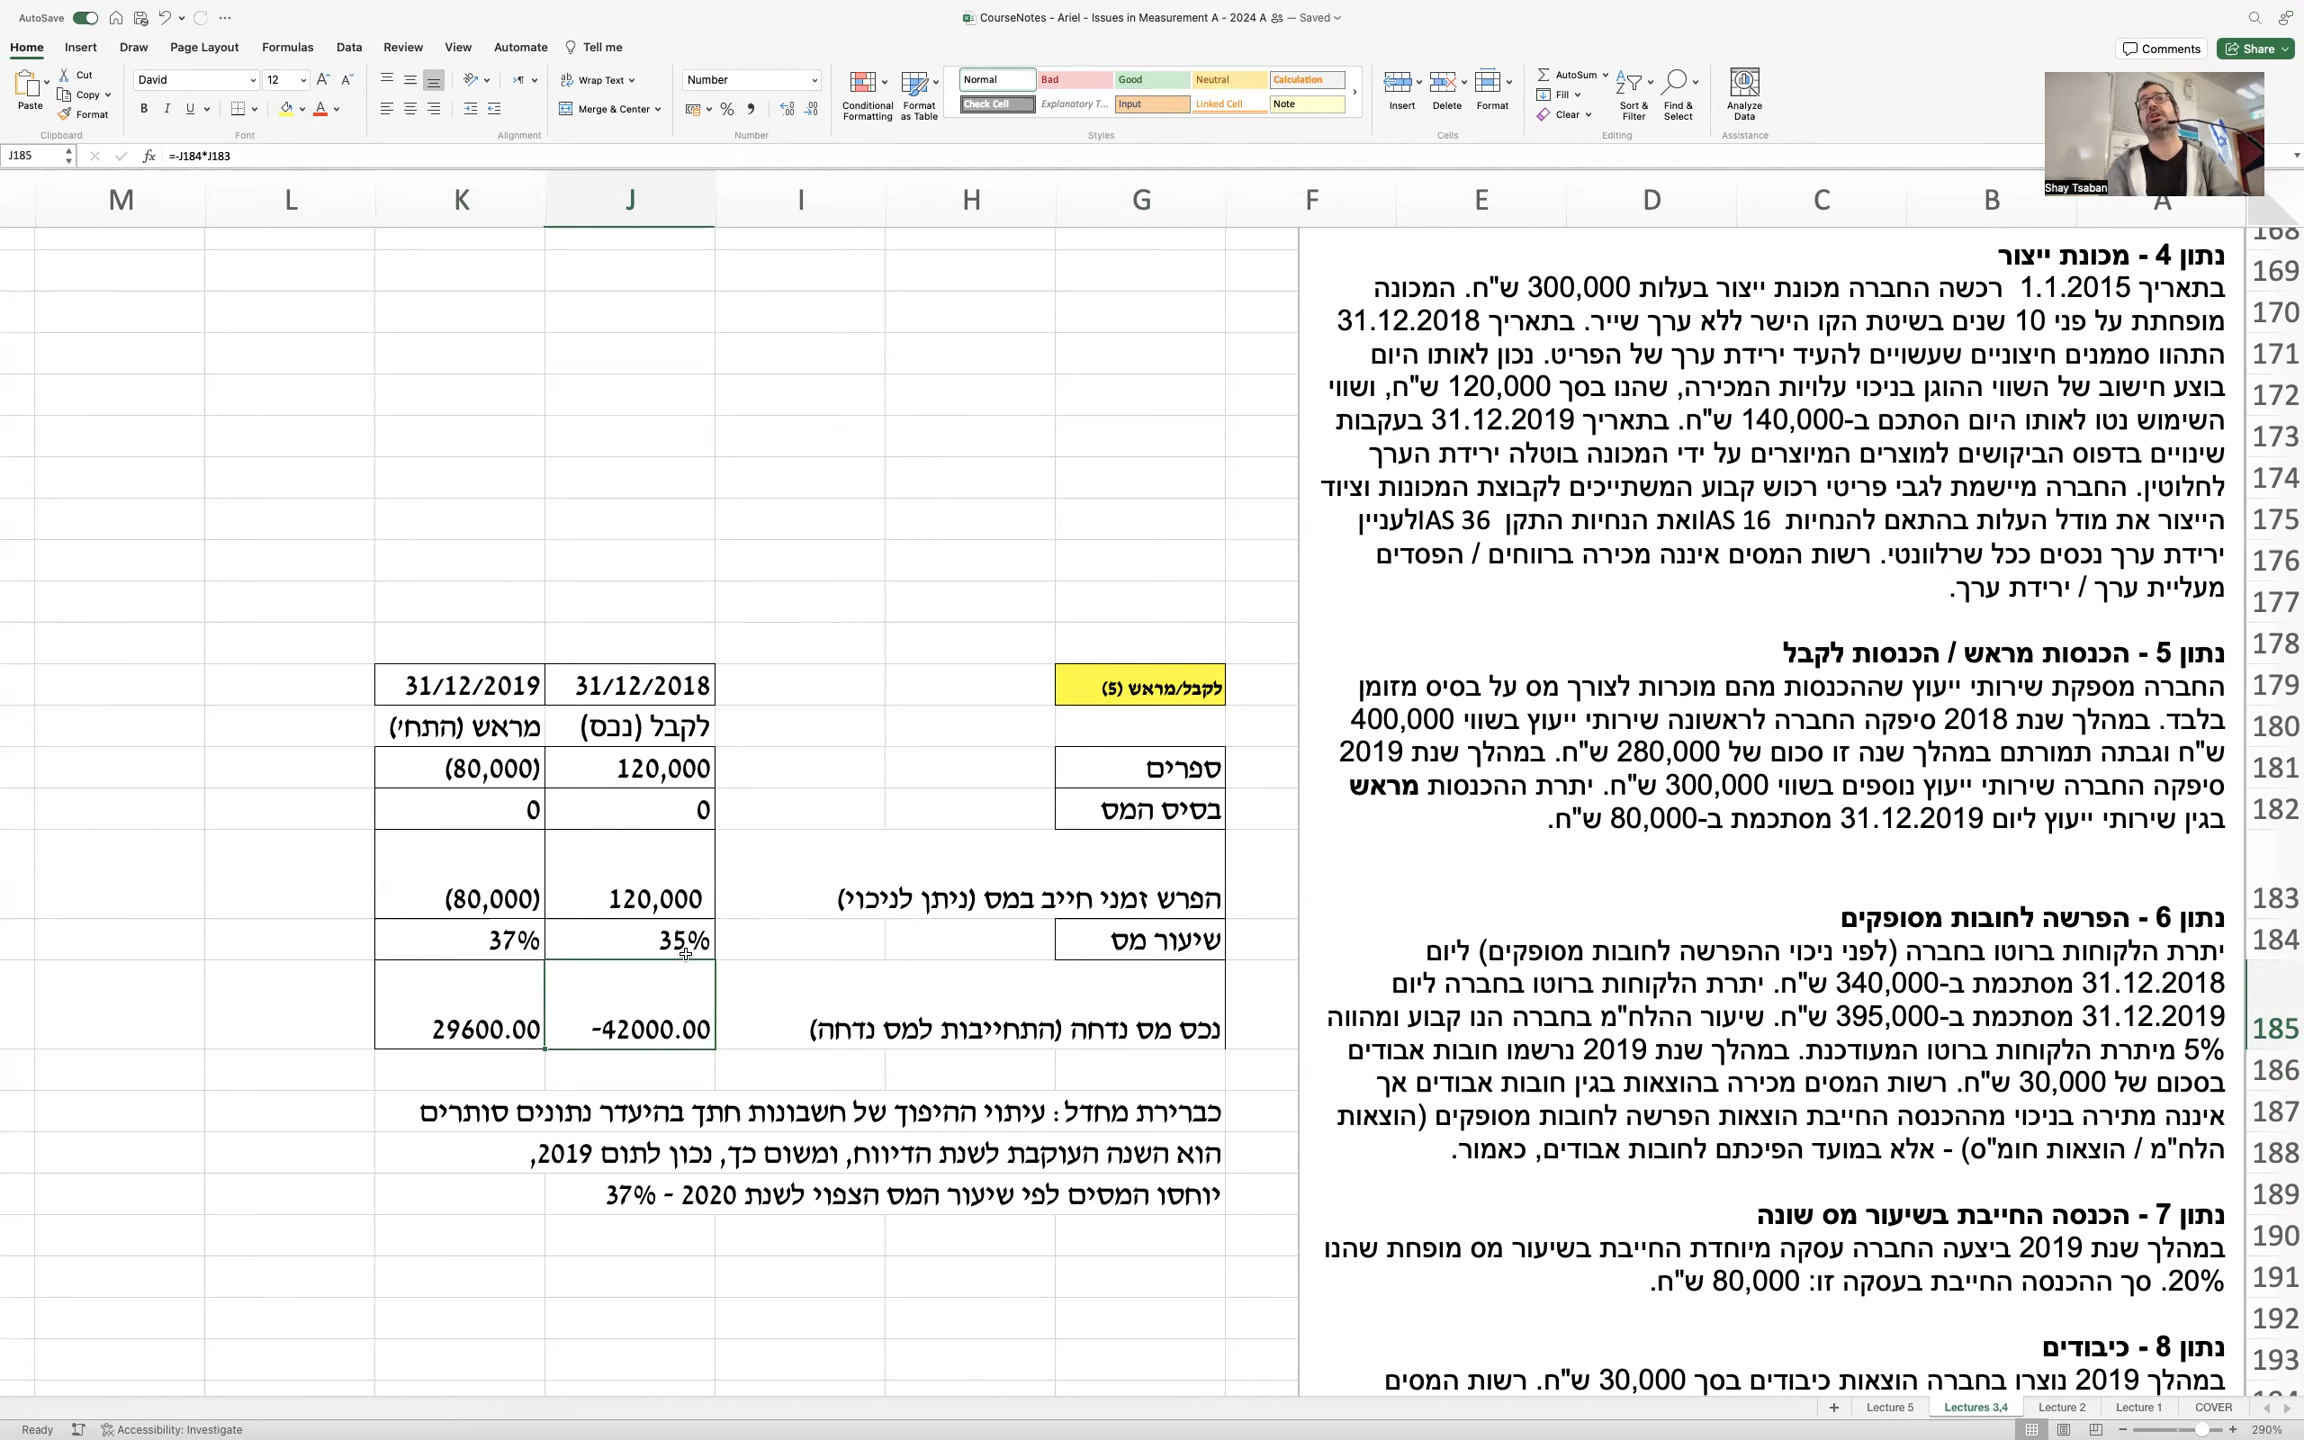 AutoSave
CourseNotes - Ariel - Issues in Measurement A - 2024 A — Saved
Home Insert Draw Page Layout Formulas Data Review View Automate Tell me
Comments Share
Paste Cut Copy Format
David 12
Wrap Text
Merge & Center
Number
Conditional Formatting
Format as Table
Normal Bad Good Neutral Calculation
Check Cell Explanatory T... Input Linked Cell Note
Insert Delete Format
AutoSum Fill Clear
Sort & Filter
Find & Select
Analyze Data
Clipboard Font Alignment Number Styles Cells Editing Assistance
J185 fx =-J184*J183
Shay Tsaban
M L K J I H G F E D C B A
168
169
170
171
172
173
174
175
176
177
178
179
180
181
182
183
184
185
186
187
188
189
190
191
192
193
נתון 4 - מכונת ייצור
בתאריך 1.1.2015 רכשה החברה מכונת ייצור בעלות 300,000 ש"ח. המכונה
מופחתת על פני 10 שנים בשיטת הקו הישר ללא ערך שייר. בתאריך 31.12.2018
התהוו סממנים חיצוניים שעשויים להעיד ירידת ערך של הפריט. נכון לאותו היום
בוצע חישוב של השווי ההוגן בניכוי עלויות המכירה, שהנו בסך 120,000 ש"ח, ושווי
השימוש נטו לאותו היום הסתכם ב-140,000 ש"ח. בתאריך 31.12.2019 בעקבות
שינויים בדפוס הביקושים למוצרים המיוצרים על ידי המכונה בוטלה ירידת הערך
לחלוטין. החברה מיישמת לגבי פריטי רכוש קבוע המשתייכים לקבוצת המכונות וציוד
הייצור את מודל העלות בהתאם להנחיות IAS 16ואת הנחיות התקן IAS 36לעניין
ירידת ערך נכסים ככל שרלוונטי. רשות המסים איננה מכירה ברווחים / הפסדים
מעליית ערך / ירידת ערך.
נתון 5 - הכנסות מראש / הכנסות לקבל
החברה מספקת שירותי ייעוץ שההכנסות מהם מוכרות לצורך מס על בסיס מזומן
בלבד. במהלך שנת 2018 סיפקה החברה לראשונה שירותי ייעוץ בשווי 400,000
ש"ח וגבתה תמורתם במהלך שנה זו סכום של 280,000 ש"ח. במהלך שנת 2019
סיפקה החברה שירותי ייעוץ נוספים בשווי 300,000 ש"ח. יתרת ההכנסות מראש
בגין שירותי ייעוץ ליום 31.12.2019 מסתכמת ב-80,000 ש"ח.
נתון 6 - הפרשה לחובות מסופקים
יתרת הלקוחות ברוטו בחברה (לפני ניכוי ההפרשה לחובות מסופקים) ליום
31.12.2018 מסתכמת ב-340,000 ש"ח. יתרת הלקוחות ברוטו בחברה ליום
31.12.2019 מסתכמת ב-395,000 ש"ח. שיעור ההלח"מ בחברה הנו קבוע ומהווה
5% מיתרת הלקוחות ברוטו המעודכנת. במהלך שנת 2019 נרשמו חובות אבודים
בסכום של 30,000 ש"ח. רשות המסים מכירה בהוצאות בגין חובות אבודים אך
איננה מתירה בניכוי מההכנסה החייבת הוצאות הפרשה לחובות מסופקים (הוצאות
הלח"מ / הוצאות חומ"ס) - אלא במועד הפיכתם לחובות אבודים, כאמור.
נתון 7 - הכנסה החייבת בשיעור מס שונה
במהלך שנת 2019 ביצעה החברה עסקה מיוחדת החייבת בשיעור מס מופחת שהנו
20%. סך ההכנסה החייבת בעסקה זו: 80,000 ש"ח.
נתון 8 - כיבודים
במהלך 2019 נוצרו בחברה הוצאות כיבודים בסך 30,000 ש"ח. רשות המסים
לקבל/מראש (5) 31/12/2018 31/12/2019
לקבל (נכס) מראש (התח')
ספרים 120,000 (80,000)
בסיס המס 0 0
הפרש זמני חייב במס (ניתן לניכוי) 120,000 (80,000)
שיעור מס 35% 37%
נכס מס נדחה (התחייבות למס נדחה) -42000.00 29600.00
כברירת מחדל: עיתוי ההיפוך של חשבונות חתך בהיעדר נתונים סותרים
הוא השנה העוקבת לשנת הדיווח, ומשום כך, נכון לתום 2019,
יוחסו המסים לפי שיעור המס הצפוי לשנת 2020 - 37%
Lecture 5 Lectures 3,4 Lecture 2 Lecture 1 COVER
Ready Accessibility: Investigate 290%